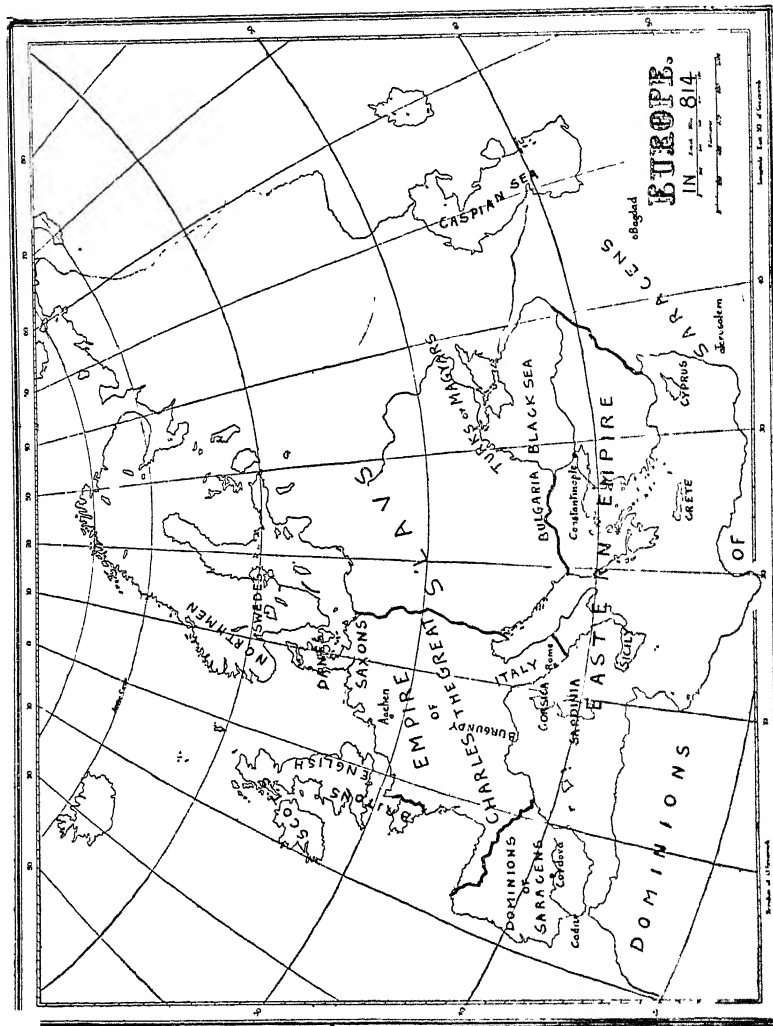 EUROPE.
IN 814
NORTHMEN
SWEDES
DANES
SAXONS
SLAVS
ENGLISH
BRITONS
SCOTS
Aachen
EMPIRE
OF
CHARLES THE GREAT
BURGUNDY
ITALY
Rome
CORSICA
SARDINIA
SICILY
TURKS OR MAGYARS
BLACK SEA
CASPIAN SEA
BULGARIA
Constantinople
EASTERN EMPIRE
CRETE
CYPRUS
Jerusalem
Bagdad
DOMINIONS
OF
SARACENS
Cordova
Cadiz
DOMINIONS OF SARACENS